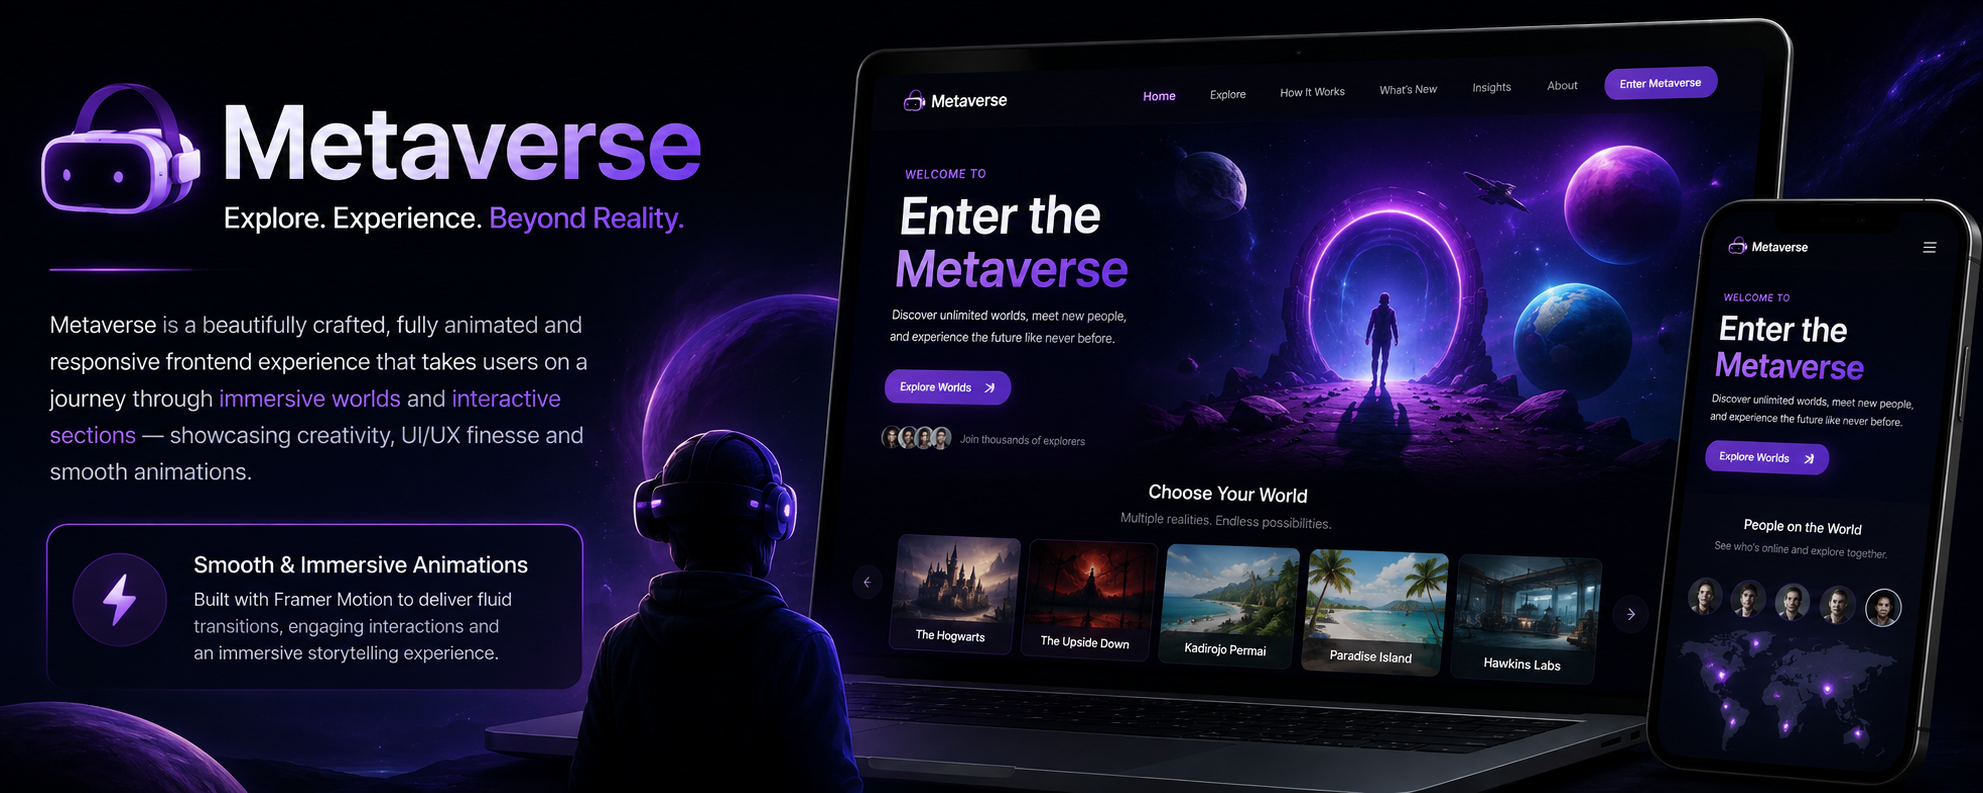 Metaverse
Explore. Experience. Beyond Reality.
Metaverse is a beautifully crafted, fully animated and
responsive frontend experience that takes users on a
journey through immersive worlds and interactive
sections — showcasing creativity, UI/UX finesse and
smooth animations.
Smooth & Immersive Animations
Built with Framer Motion to deliver fluid
transitions, engaging interactions and
an immersive storytelling experience.
Metaverse
Home
Explore
How It Works
What's New
Insights
About
Enter Metaverse
WELCOME TO
Enter the
Metaverse
Discover unlimited worlds, meet new people,
and experience the future like never before.
Explore Worlds
Join thousands of explorers
Choose Your World
Multiple realities. Endless possibilities.
The Hogwarts
The Upside Down
Kadirojo Permai
Paradise Island
Hawkins Labs
Metaverse
WELCOME TO
Enter the
Metaverse
Discover unlimited worlds, meet new people,
and experience the future like never before.
Explore Worlds
People on the World
See who's online and explore together.